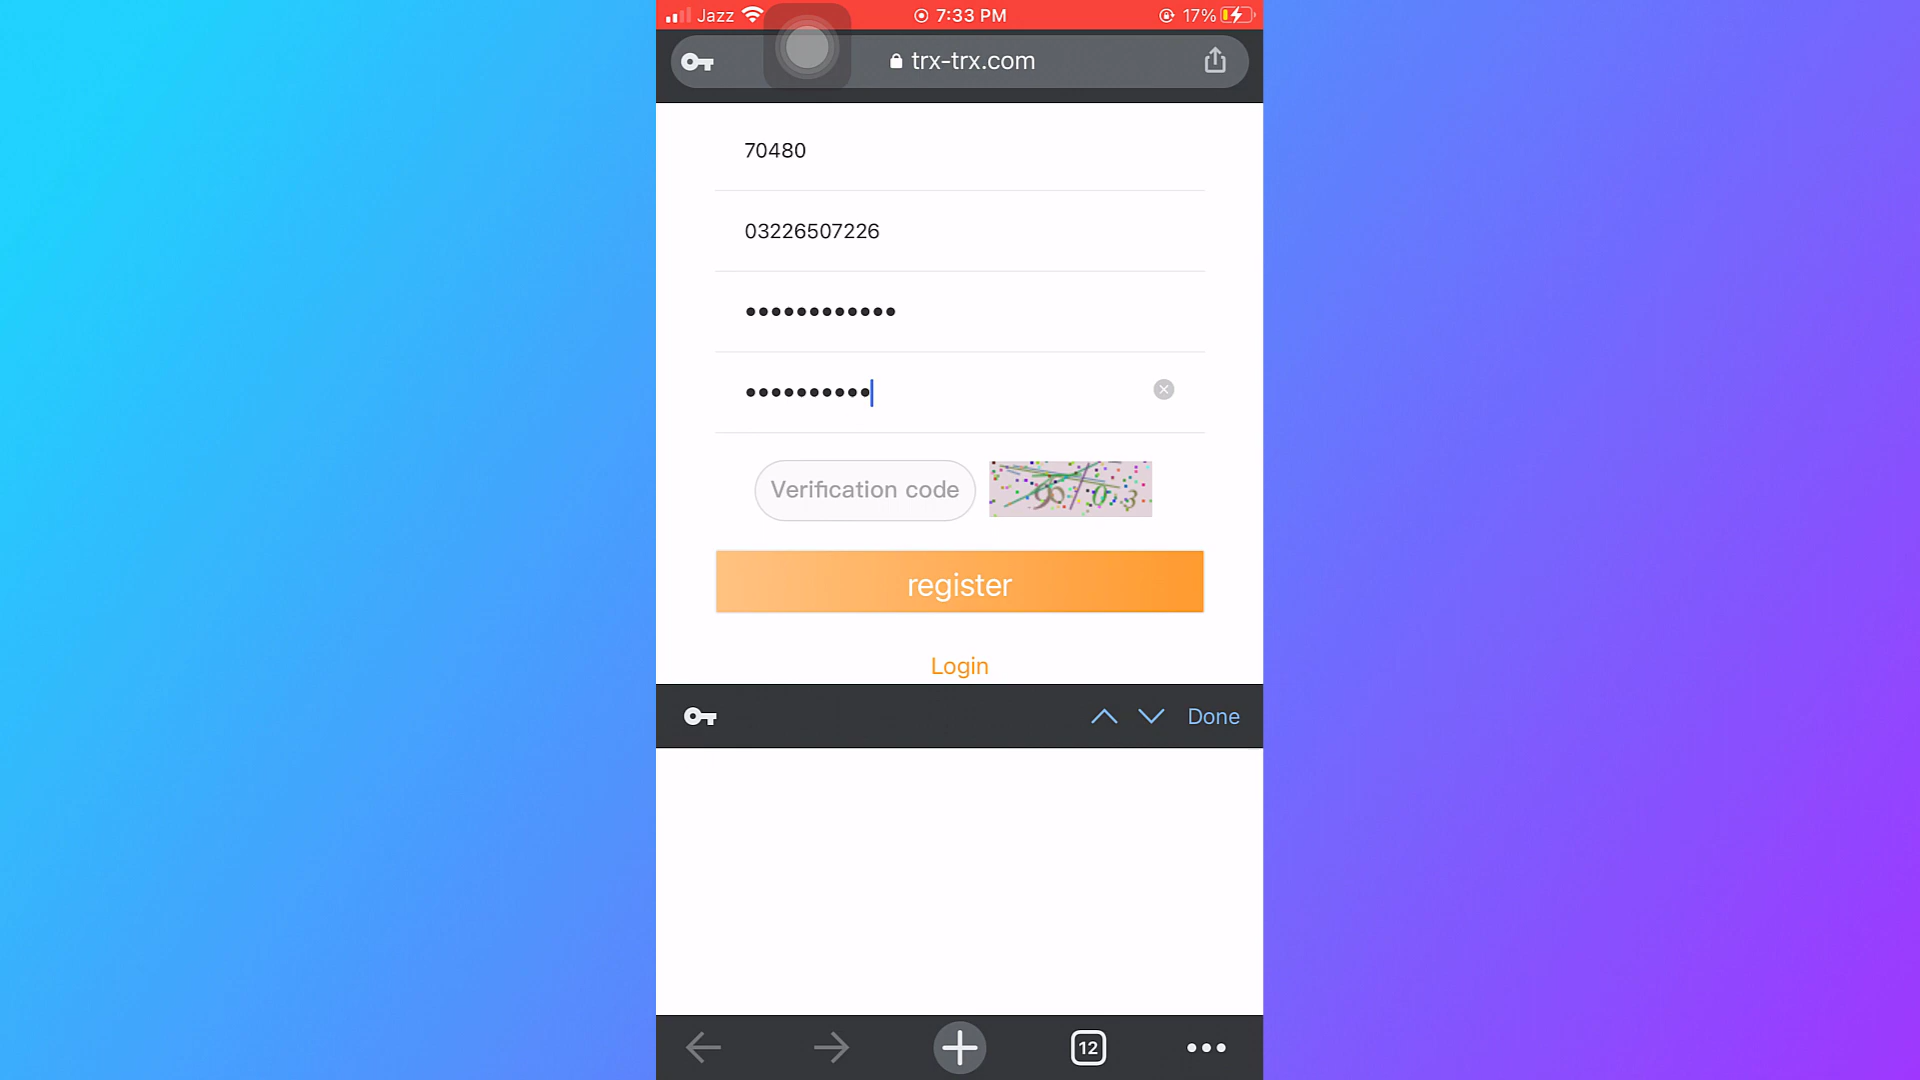 Jazz 7:33 PM 17%
trx-trx.com
70480
03226507226
••••••••••••
••••••••••
Verification code
register
Login
Done
12